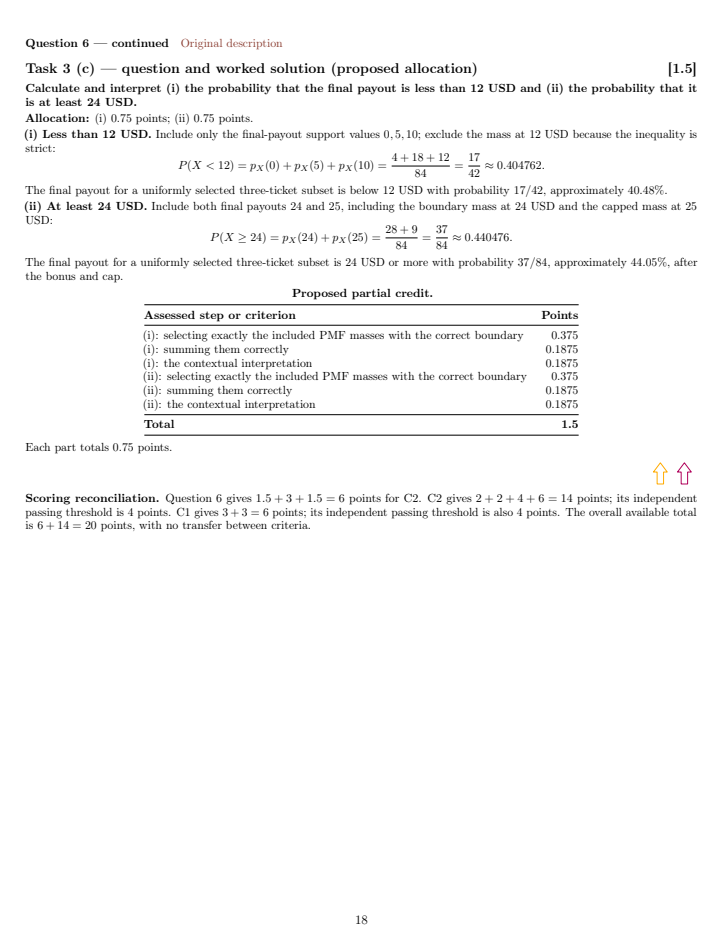 Question 6 — continued Original description
Task 3 (c) — question and worked solution (proposed allocation) [1.5]
Calculate and interpret (i) the probability that the final payout is less than 12 USD and (ii) the probability that it
is at least 24 USD.
Allocation: (i) 0.75 points; (ii) 0.75 points.
(i) Less than 12 USD. Include only the final-payout support values 0, 5, 10; exclude the mass at 12 USD because the inequality is
strict:
P(X < 12) = p_X(0) + p_X(5) + p_X(10) = (4 + 18 + 12)/84 = 17/42 ≈ 0.404762.
The final payout for a uniformly selected three-ticket subset is below 12 USD with probability 17/42, approximately 40.48%.
(ii) At least 24 USD. Include both final payouts 24 and 25, including the boundary mass at 24 USD and the capped mass at 25
USD:
P(X ≥ 24) = p_X(24) + p_X(25) = (28 + 9)/84 = 37/84 ≈ 0.440476.
The final payout for a uniformly selected three-ticket subset is 24 USD or more with probability 37/84, approximately 44.05%, after
the bonus and cap.
Proposed partial credit.
Assessed step or criterion Points
(i): selecting exactly the included PMF masses with the correct boundary 0.375
(i): summing them correctly 0.1875
(i): the contextual interpretation 0.1875
(ii): selecting exactly the included PMF masses with the correct boundary 0.375
(ii): summing them correctly 0.1875
(ii): the contextual interpretation 0.1875
Total 1.5
Each part totals 0.75 points.
Scoring reconciliation. Question 6 gives 1.5 + 3 + 1.5 = 6 points for C2. C2 gives 2 + 2 + 4 + 6 = 14 points; its independent
passing threshold is 4 points. C1 gives 3 + 3 = 6 points; its independent passing threshold is also 4 points. The overall available total
is 6 + 14 = 20 points, with no transfer between criteria.
18